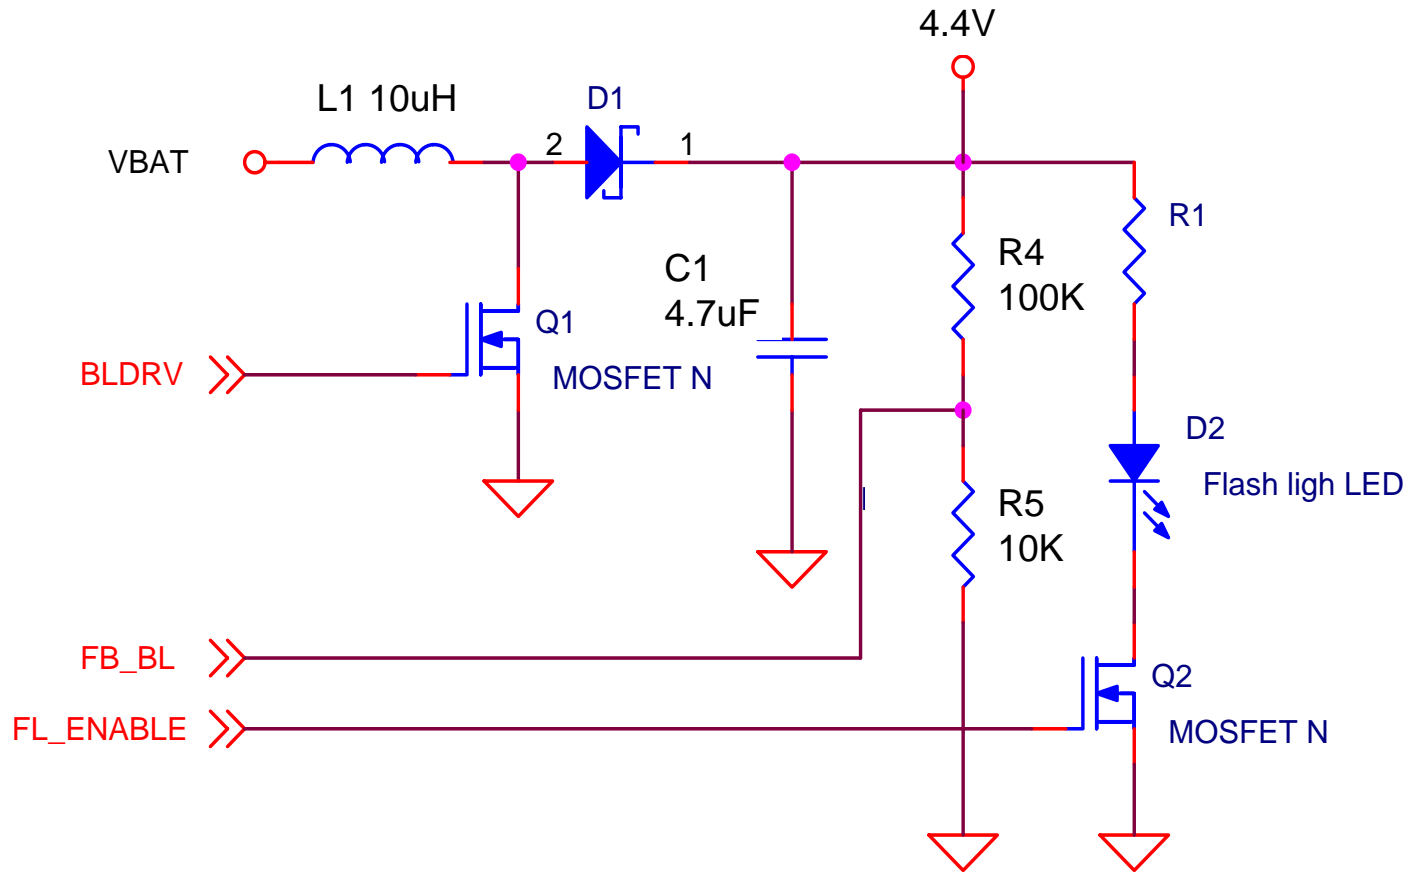 4.4V
L1 10uH
D1
VBAT
2
1
R1
R4
100K
C1
4.7uF
Q1
MOSFET N
BLDRV
D2
Flash ligh LED
R5
10K
FB_BL
Q2
FL_ENABLE
MOSFET N